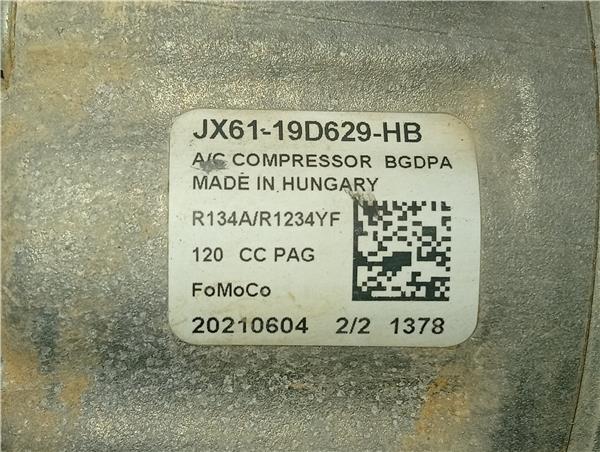 JX61-19D629-HB
A/C COMPRESSOR BGDPA
MADE IN HUNGARY
R134A/R1234YF
120 CC PAG
FoMoCo
20210604 2/2 1378